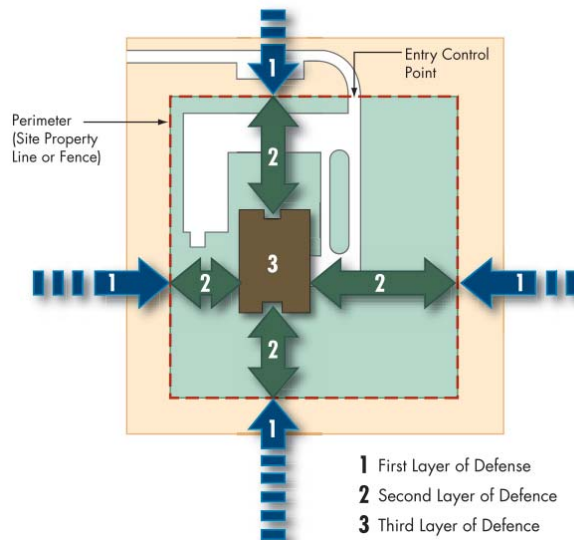 1
Entry Control
Point
Perimeter
(Site Property
Line or Fence)
2
3
1
2
2
1
2
1
1 First Layer of Defense
2 Second Layer of Defence
3 Third Layer of Defence